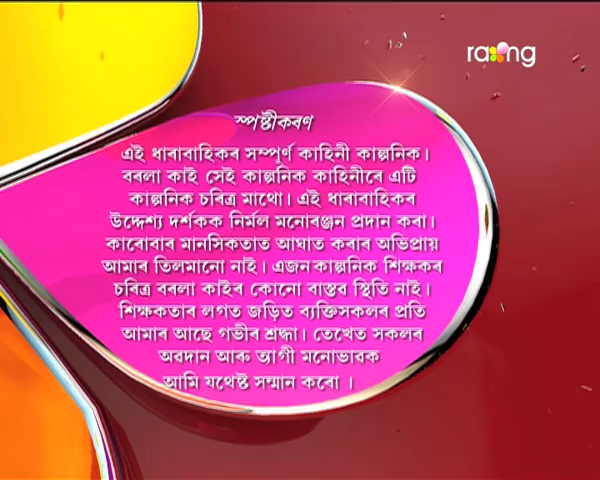 raong
স্পষ্টীকৰণ
এই ধাৰাবাহিকৰ সম্পূৰ্ণ কাহিনী কাল্পনিক।
বৰলা কাই সেই কাল্পনিক কাহিনীৰে এটি
কাল্পনিক চৰিত্ৰ মাথো। এই ধাৰাবাহিকৰ
উদ্দেশ্য দৰ্শকক নিৰ্মল মনোৰঞ্জন প্ৰদান কৰা।
কাৰোবাৰ মানসিকতাত আঘাত কৰাৰ অভিপ্ৰায়
আমাৰ তিলমানো নাই। এজন কাল্পনিক শিক্ষকৰ
চৰিত্ৰ বৰলা কাইৰ কোনো বাস্তৱ স্থিতি নাই।
শিক্ষকতাৰ লগত জড়িত ব্যক্তিসকলৰ প্ৰতি
আমাৰ আছে গভীৰ শ্ৰদ্ধা। তেখেত সকলৰ
অৱদান আৰু ত্যাগী মনোভাৱক
আমি যথেষ্ট সন্মান কৰো ।